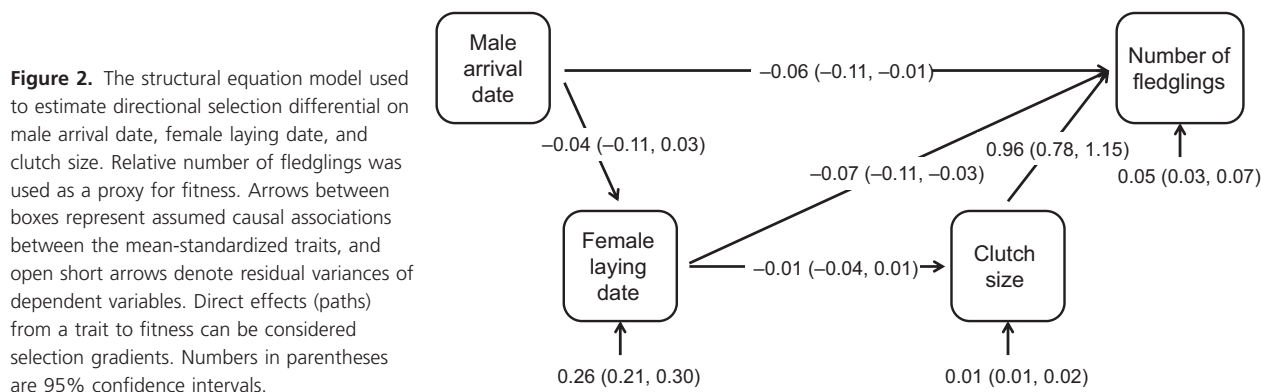 Figure 2. The structural equation model used
to estimate directional selection differential on
male arrival date, female laying date, and
clutch size. Relative number of fledglings was
used as a proxy for fitness. Arrows between
boxes represent assumed causal associations
between the mean-standardized traits, and
open short arrows denote residual variances of
dependent variables. Direct effects (paths)
from a trait to fitness can be considered
selection gradients. Numbers in parentheses
are 95% confidence intervals.
Male
arrival
date
–0.06 (–0.11, –0.01)
Number of
fledglings
–0.04 (–0.11, 0.03)
0.96 (0.78, 1.15)
–0.07 (–0.11, –0.03)
0.05 (0.03, 0.07)
Female
laying
date
–0.01 (–0.04, 0.01)
Clutch
size
0.26 (0.21, 0.30)
0.01 (0.01, 0.02)